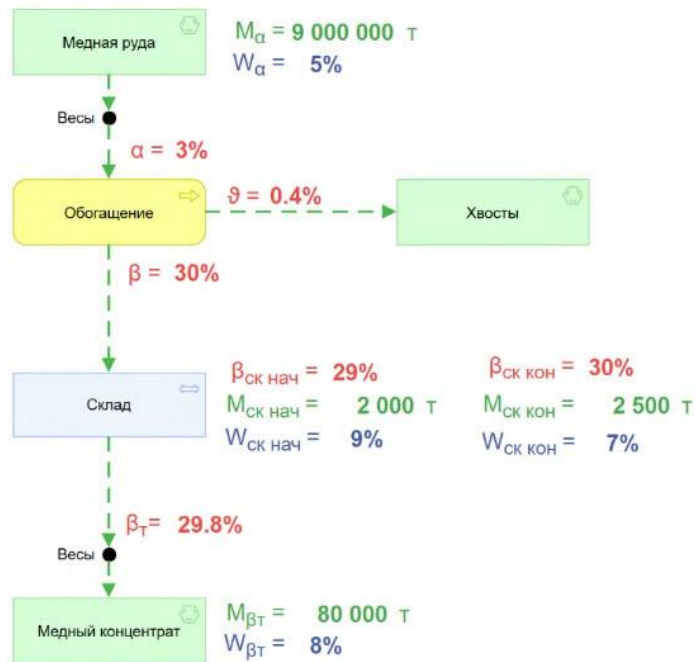 Медная руда
Mα = 9 000 000 т
Wα = 5%
Весы
α = 3%
Обогащение
ϑ = 0.4%
Хвосты
β = 30%
Склад
βск нач = 29%
Mск нач = 2 000 т
Wск нач = 9%
βск кон = 30%
Mск кон = 2 500 т
Wск кон = 7%
βт= 29.8%
Весы
Медный концентрат
Mβт = 80 000 т
Wβт = 8%